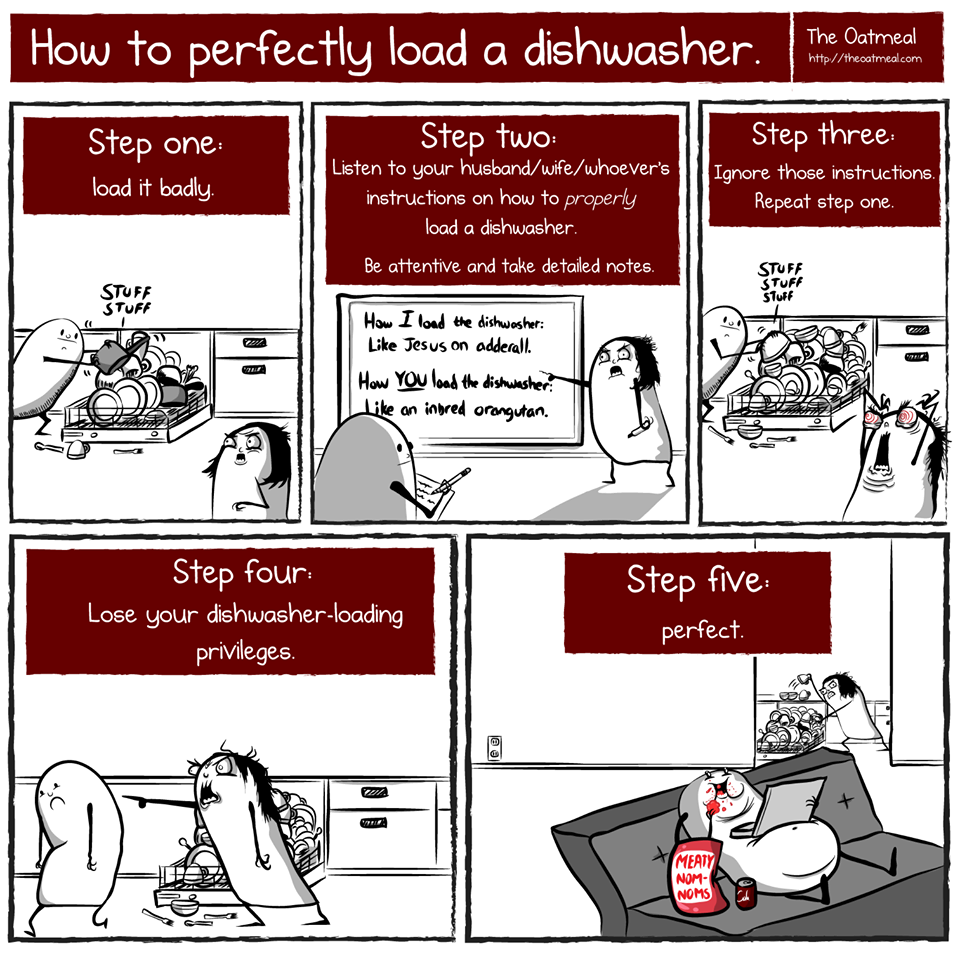 How to perfectly load a dishwasher.
The Oatmeal
http://theoatmeal.com
Step one:
load it badly.
STUFF
STUFF
Step two:
Listen to your husband/wife/whoever's
instructions on how to properly
load a dishwasher.
Be attentive and take detailed notes.
How I load the dishwasher:
Like Jesus on adderall.
How YOU load the dishwasher:
Like an inbred orangutan.
Step three:
Ignore those instructions.
Repeat step one.
STUFF
STUFF
STUFF
Step four:
Lose your dishwasher-loading
privileges.
Step five:
perfect.
MEATY
NOM-
NOMS